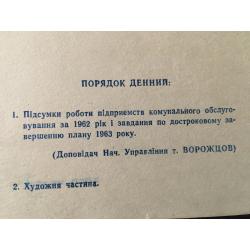 ПОРЯДОК ДЕННИЙ:
1. Підсумки роботи підприємств комунального обслуго-
вування за 1962 рік і завдання по достроковому за-
вершенню плану 1963 року.
(Доповідач Нач. Управління т. ВОРОЖЦОВ)
2. Художня частина.